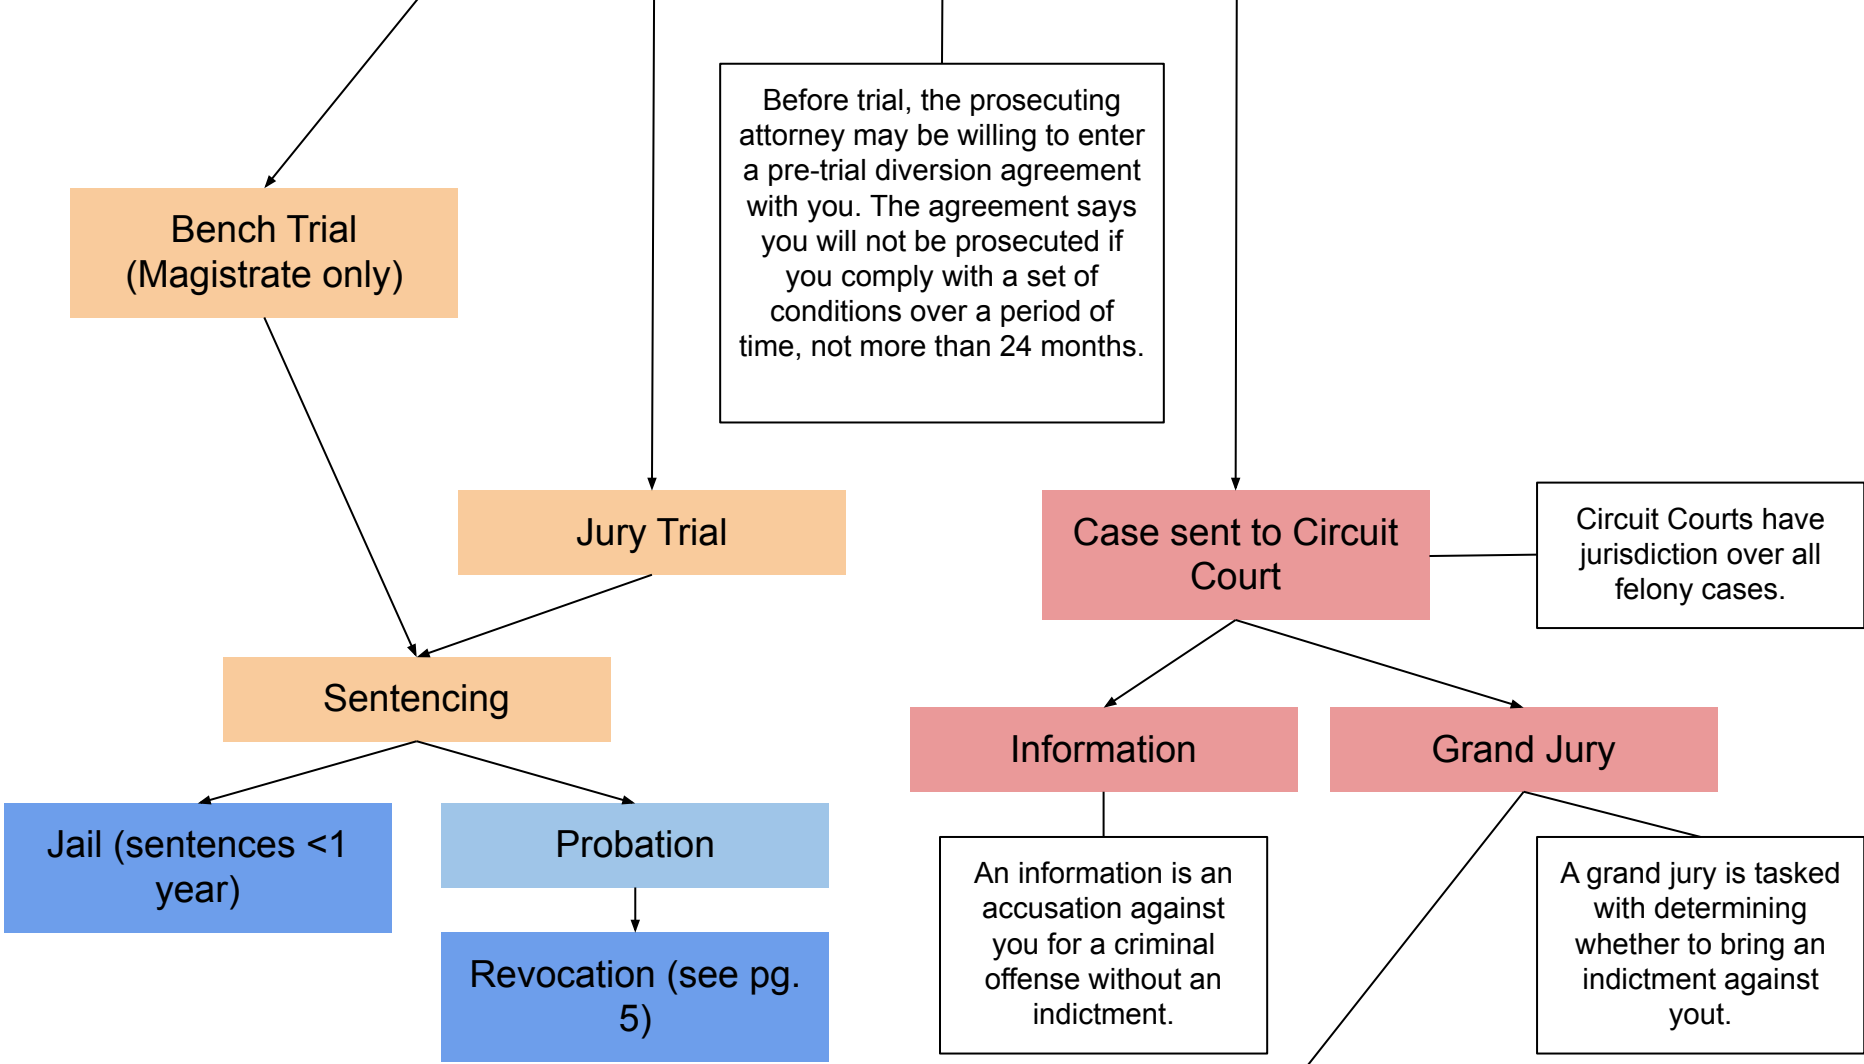 Before trial, the prosecuting
attorney may be willing to enter
a pre-trial diversion agreement
with you. The agreement says
you will not be prosecuted if
you comply with a set of
conditions over a period of
time, not more than 24 months.
Bench Trial
(Magistrate only)
Jury Trial
Case sent to Circuit
Court
Circuit Courts have
jurisdiction over all
felony cases.
Sentencing
Information
Grand Jury
Jail (sentences <1
year)
Probation
An information is an
accusation against
you for a criminal
offense without an
indictment.
A grand jury is tasked
with determining
whether to bring an
indictment against
yout.
Revocation (see pg.
5)